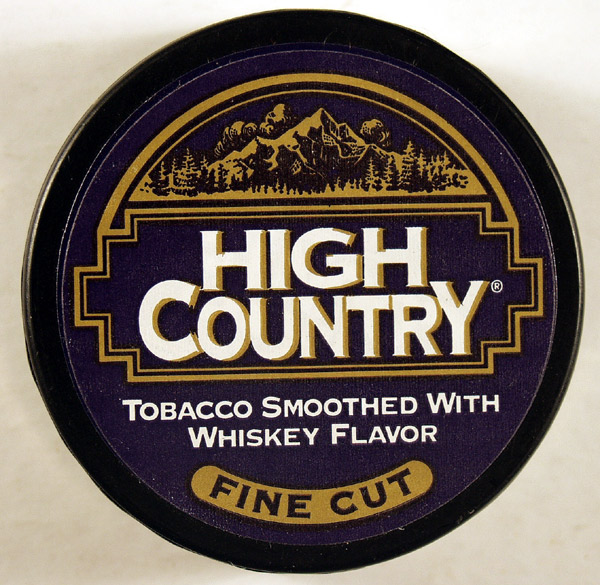 HIGH
COUNTRY®
TOBACCO SMOOTHED WITH
WHISKEY FLAVOR
FINE CUT